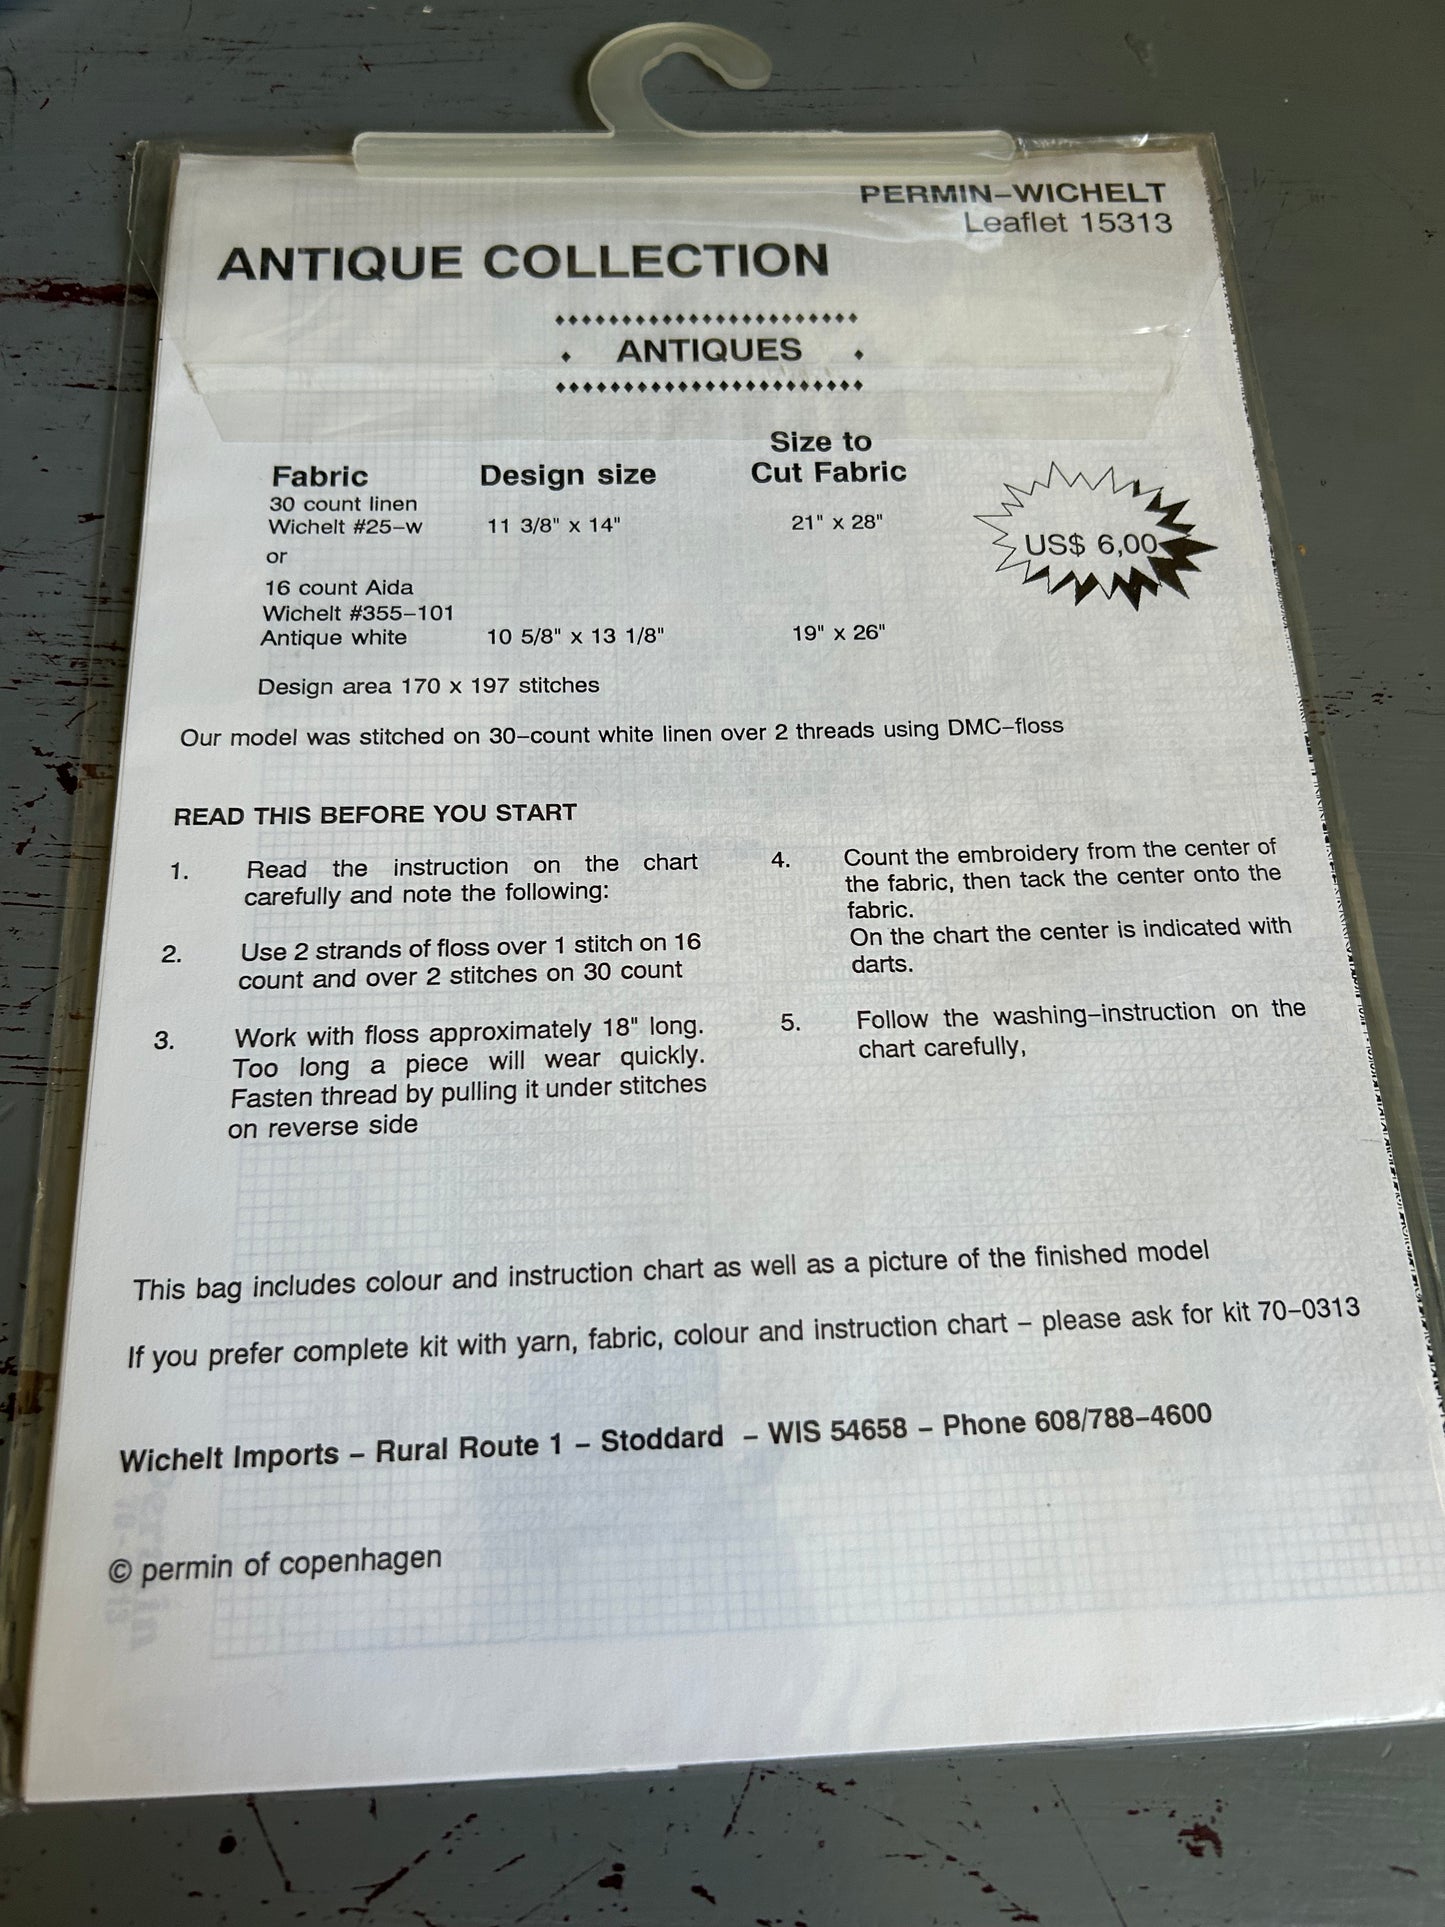 PERMIN–WICHELT
Leaflet 15313
ANTIQUE COLLECTION
ANTIQUES
Fabric Design size Size to Cut Fabric
30 count linen
Wichelt #25–w 11 3/8" x 14" 21" x 28"
or
16 count Aida
Wichelt #355–101
Antique white 10 5/8" x 13 1/8" 19" x 26"
US$ 6,00
Design area 170 x 197 stitches
Our model was stitched on 30–count white linen over 2 threads using DMC–floss
READ THIS BEFORE YOU START
1. Read the instruction on the chart
carefully and note the following:
2. Use 2 strands of floss over 1 stitch on 16
count and over 2 stitches on 30 count
3. Work with floss approximately 18" long.
Too long a piece will wear quickly.
Fasten thread by pulling it under stitches
on reverse side
4. Count the embroidery from the center of
the fabric, then tack the center onto the
fabric.
On the chart the center is indicated with
darts.
5. Follow the washing–instruction on the
chart carefully,
This bag includes colour and instruction chart as well as a picture of the finished model
If you prefer complete kit with yarn, fabric, colour and instruction chart – please ask for kit 70–0313
Wichelt Imports – Rural Route 1 – Stoddard – WIS 54658 – Phone 608/788–4600
© permin of copenhagen